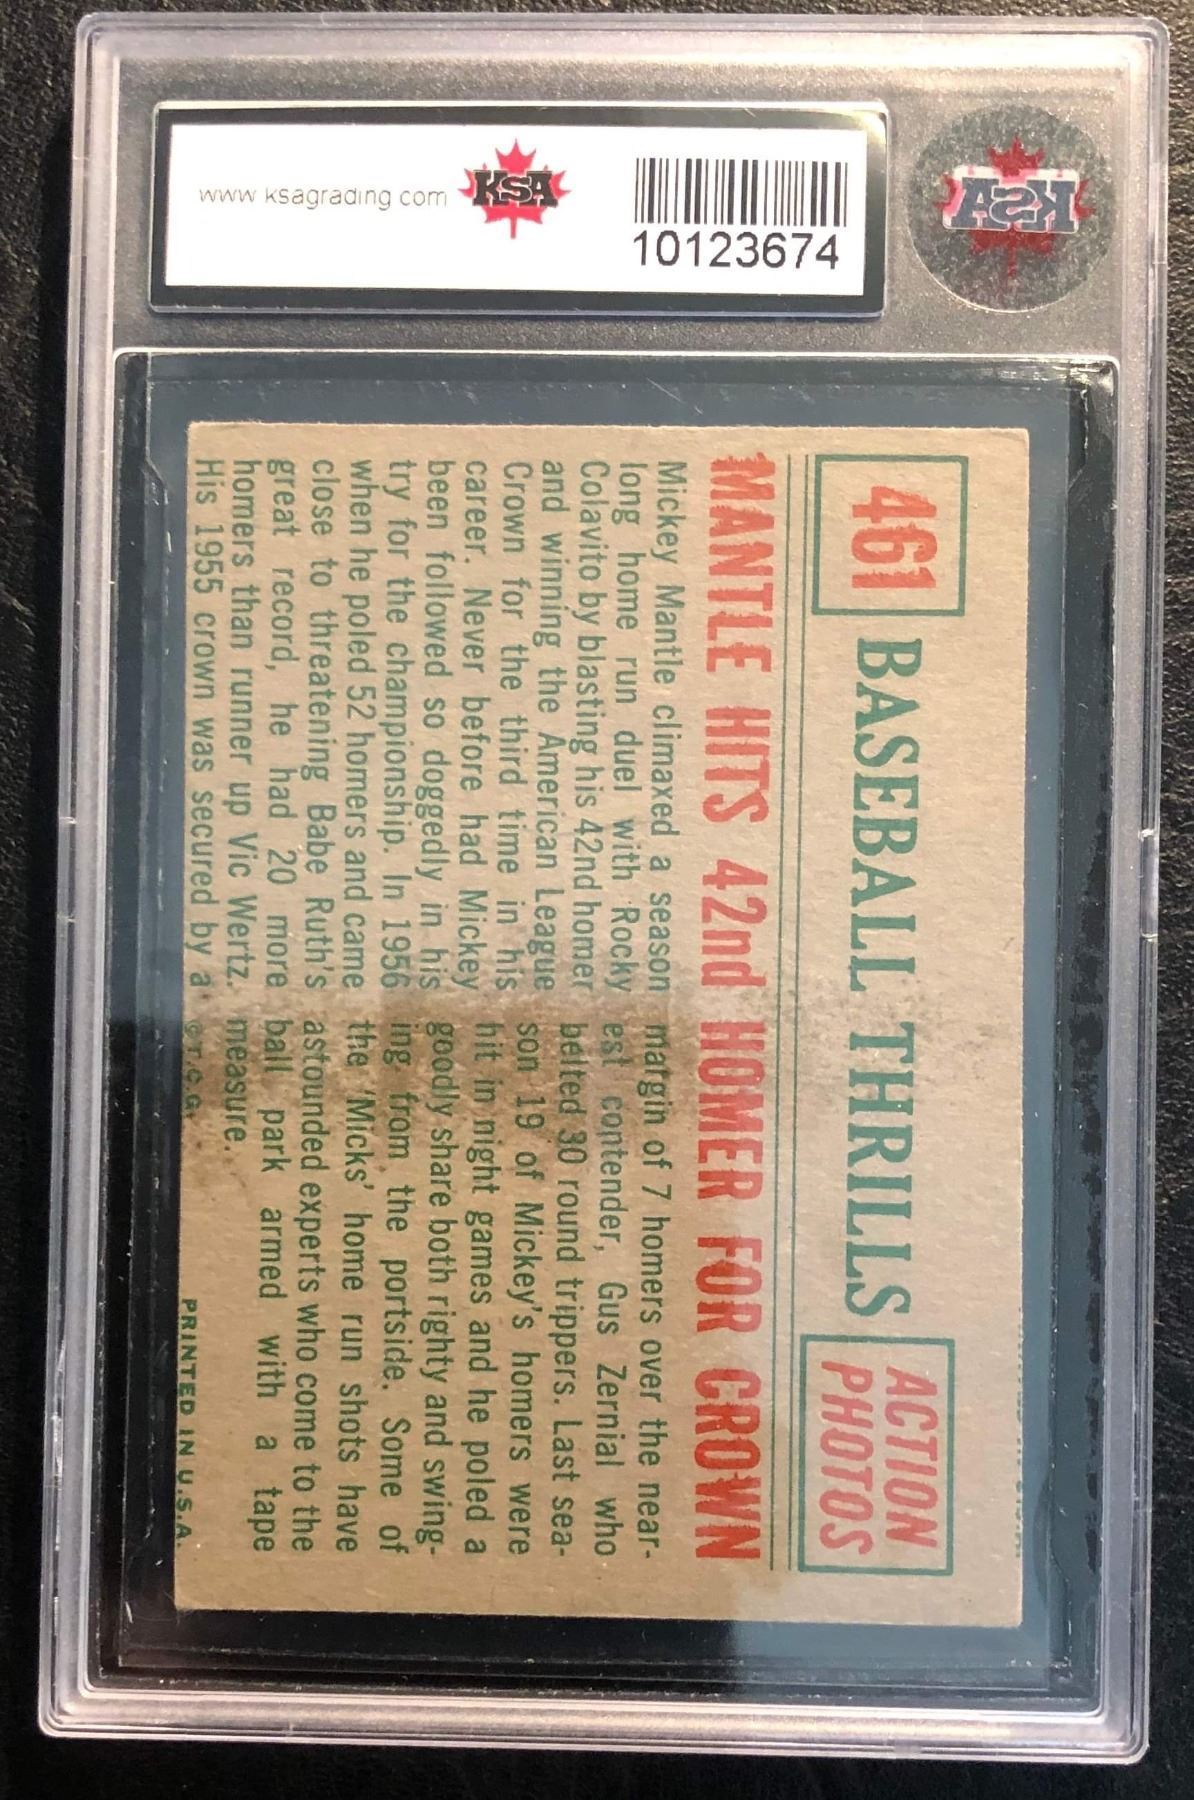 www.ksagrading.com
KSA
10123674
KSA
461
BASEBALL THRILLS
ACTION
PHOTOS
MANTLE HITS 42nd HOMER FOR CROWN
Mickey Mantle climaxed a season
long home run duel with Rocky
Colavito by blasting his 42nd homer
and winning the American League
Crown for the third time in his
career. Never before had Mickey
been followed so doggedly in his
try for the championship. In 1956
when he poled 52 homers and came
close to threatening Babe Ruth's
great record, he had 20 more
homers than runner up Vic Wertz.
His 1955 crown was secured by a
margin of 7 homers over the near-
est contender, Gus Zernial who
belted 30 round trippers. Last sea-
son 19 of Mickey's homers were
hit in night games and he poled a
goodly share both righty and swing-
ing from the portside. Some of
the 'Micks' home run shots have
astounded experts who come to the
ball park armed with a tape
measure.
©T.C.G.
PRINTED IN U.S.A.